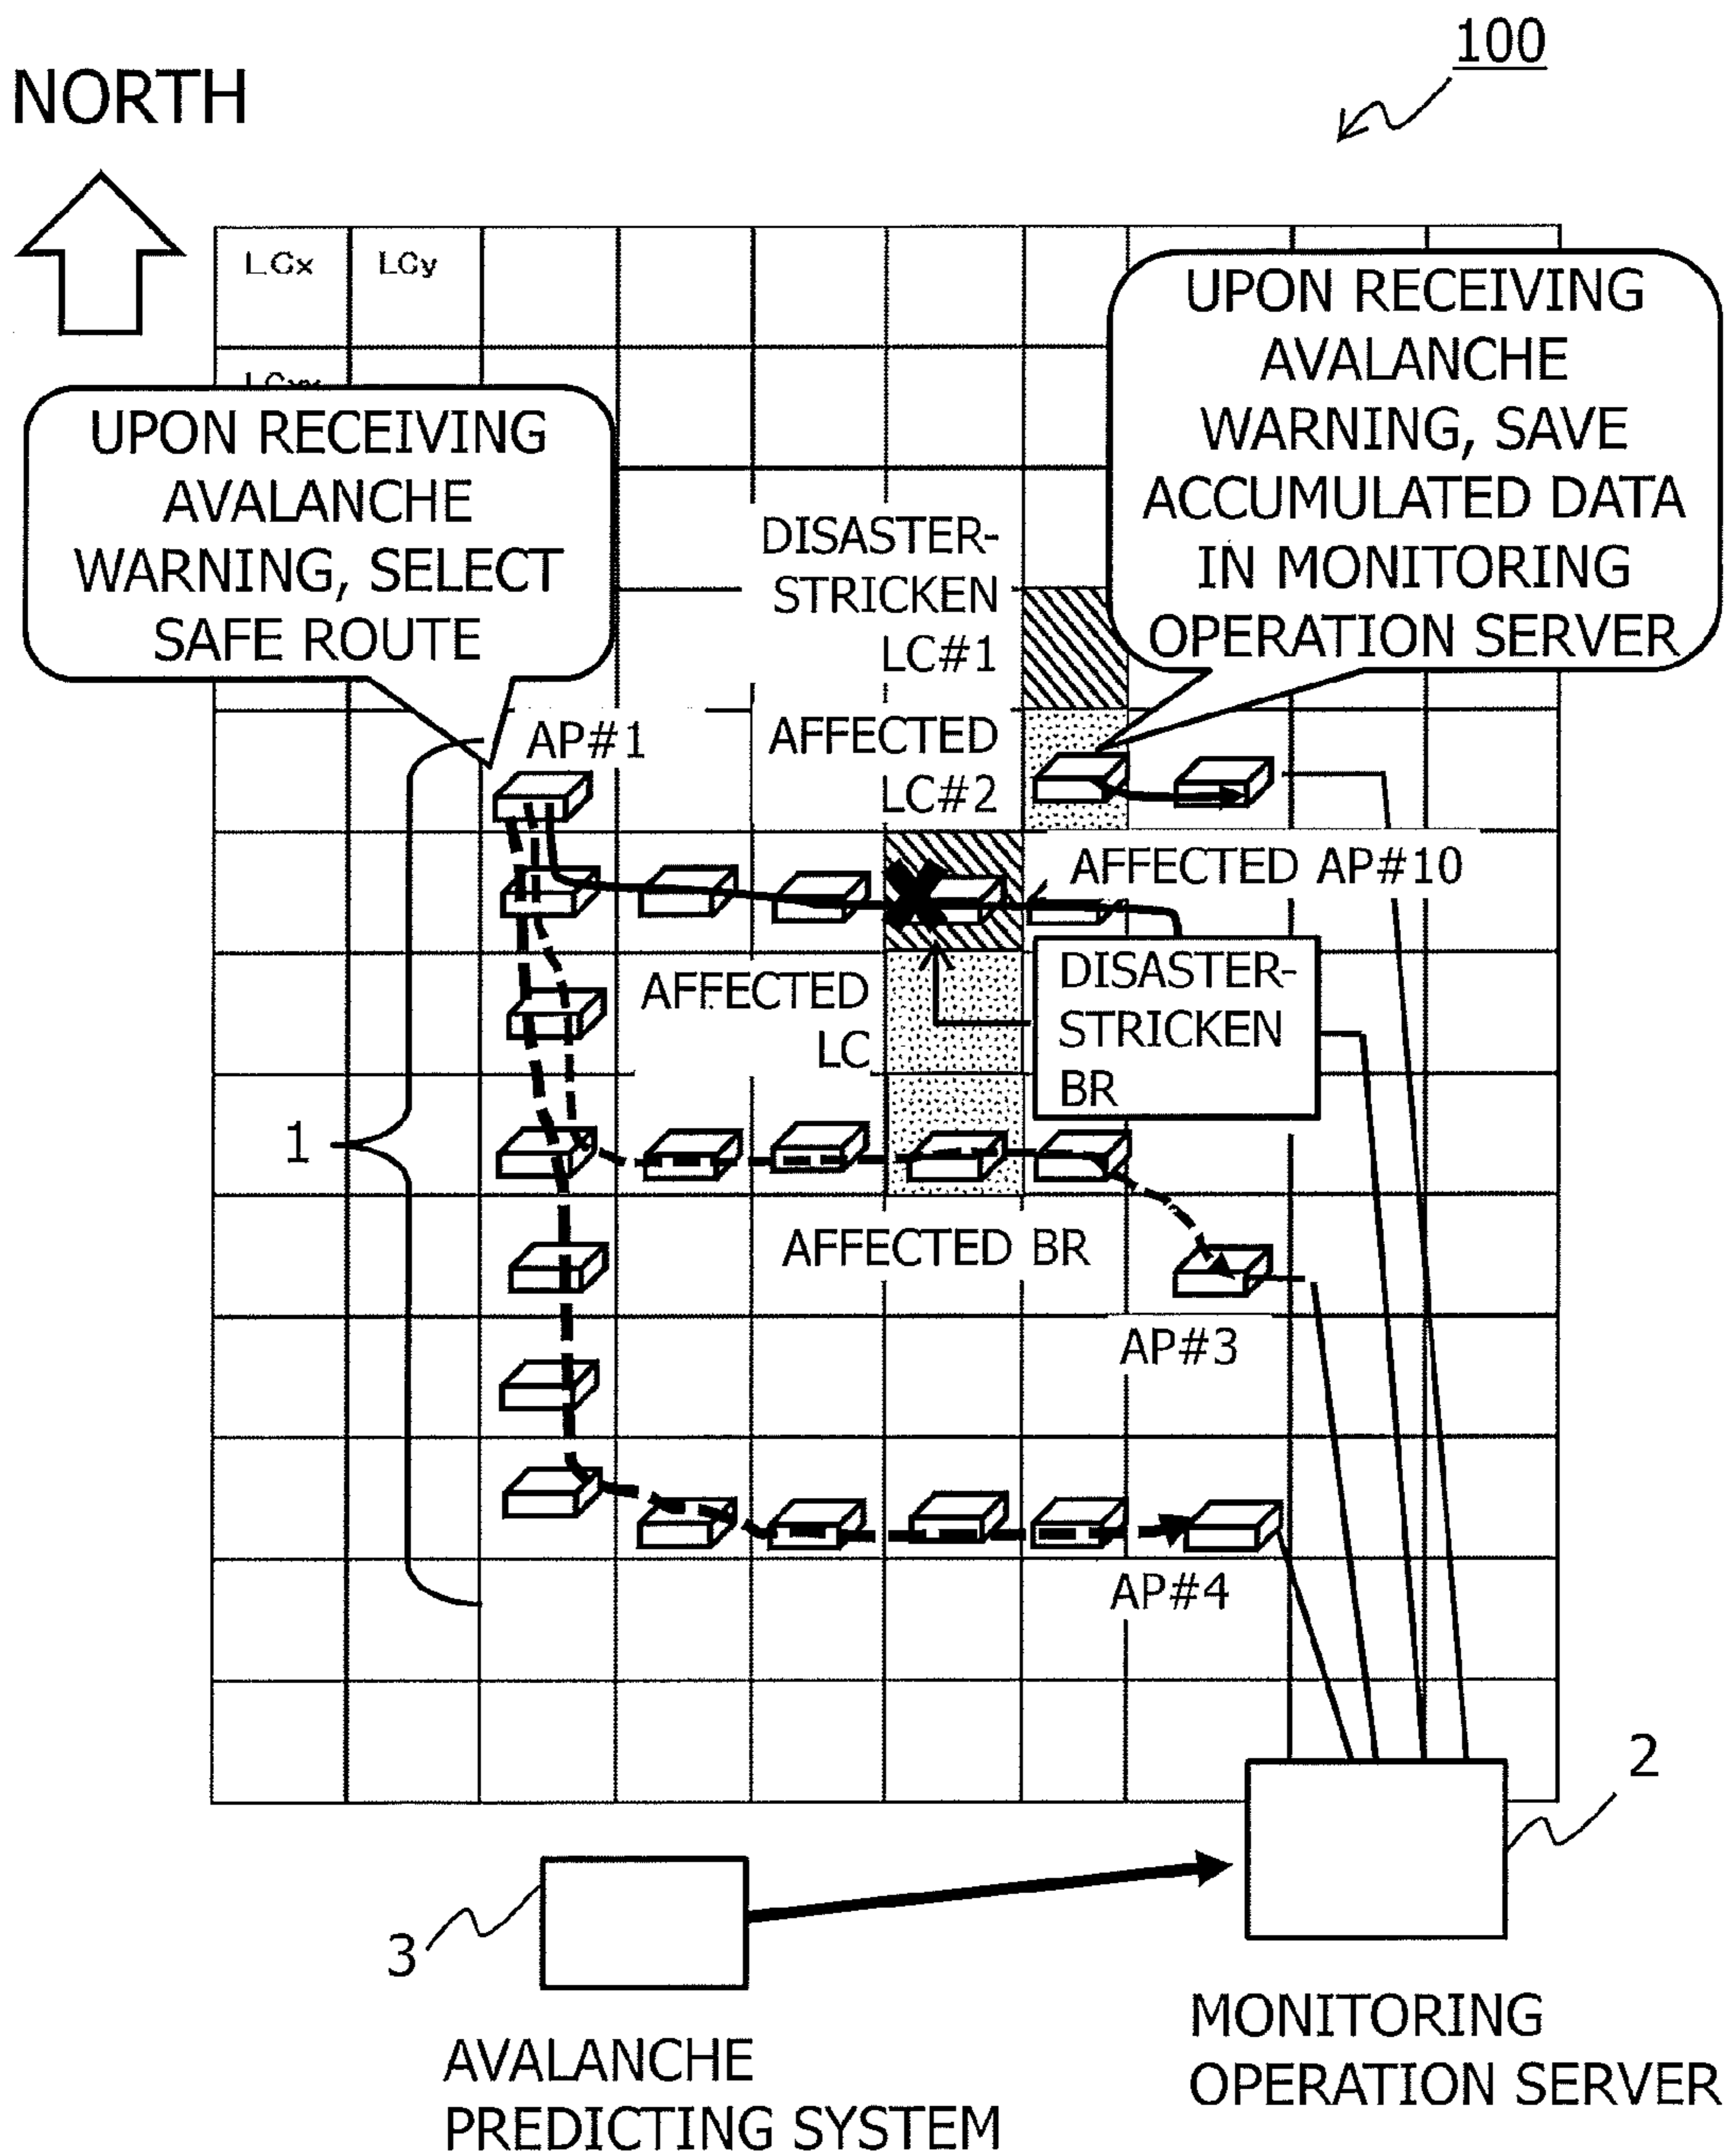 100
NORTH
LCx
LCy
UPON RECEIVING
AVALANCHE
WARNING, SAVE
ACCUMULATED DATA
IN MONITORING
OPERATION SERVER
UPON RECEIVING
AVALANCHE
WARNING, SELECT
SAFE ROUTE
DISASTER-
STRICKEN
LC#1
AP#1
AFFECTED
LC#2
AFFECTED AP#10
AFFECTED
LC
DISASTER-
STRICKEN
BR
1
AFFECTED BR
AP#3
AP#4
2
3
MONITORING
OPERATION SERVER
AVALANCHE
PREDICTING SYSTEM